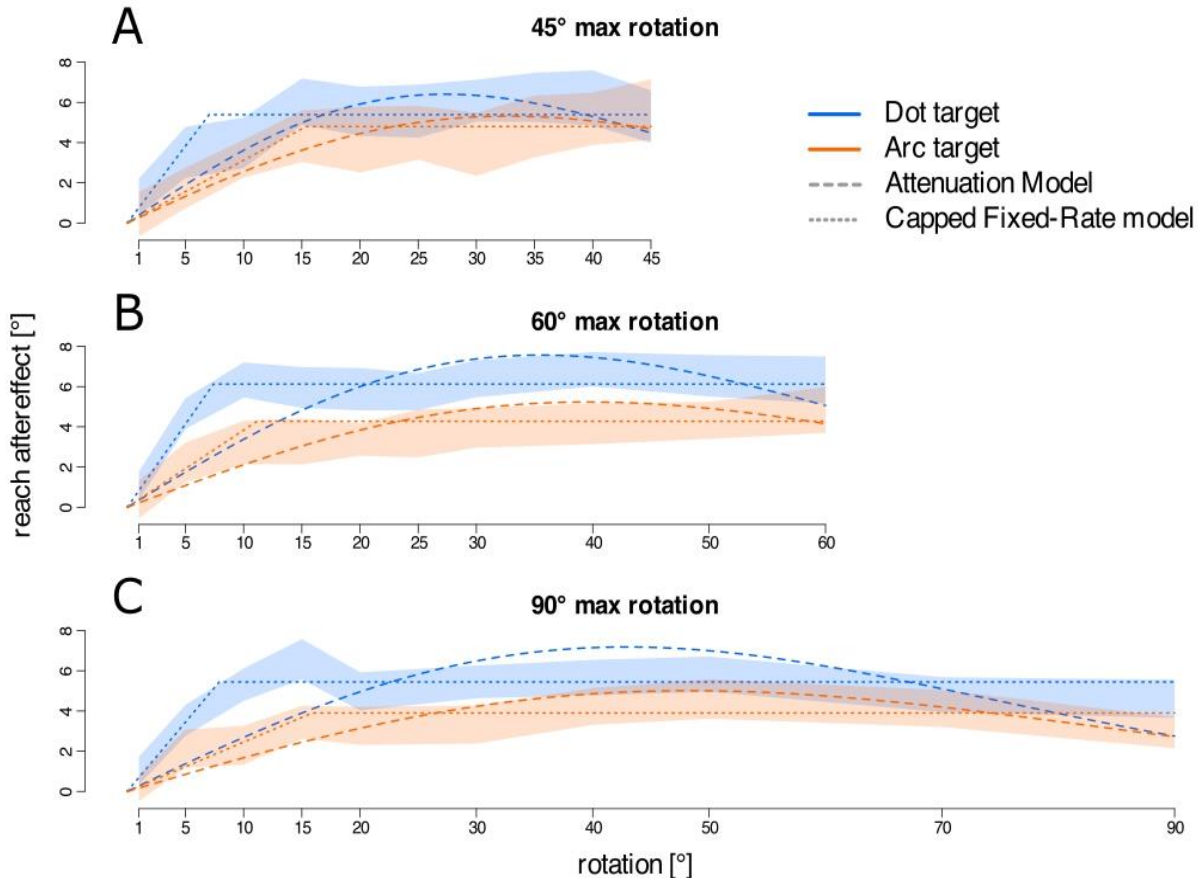 A
45° max rotation
8
6
4
2
0
1 5 10 15 20 25 30 35 40 45
Dot target
Arc target
Attenuation Model
Capped Fixed-Rate model
B
60° max rotation
8
6
4
2
0
1 5 10 15 20 25 30 40 50 60
reach aftereffect [°]
C
90° max rotation
8
6
4
2
0
1 5 10 15 20 30 40 50 70 90
rotation [°]